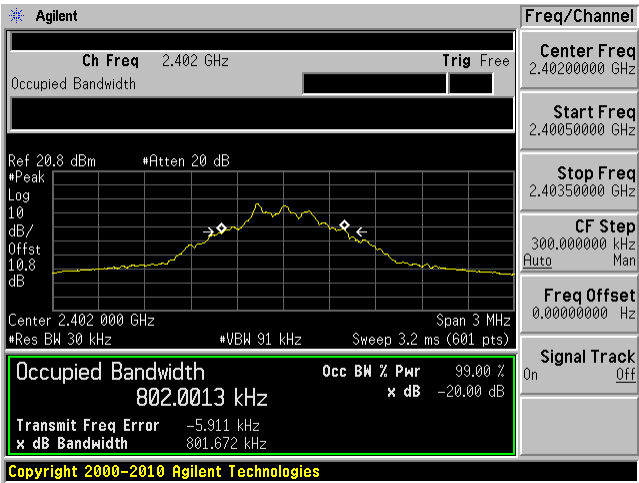 Agilent
Freq/Channel
Ch Freq 2.402 GHz Trig Free
Occupied Bandwidth
Center Freq
2.40200000 GHz
Start Freq
2.40050000 GHz
Stop Freq
2.40350000 GHz
CF Step
300.000000 kHz
Auto Man
Freq Offset
0.00000000 Hz
Signal Track
On Off
Ref 20.8 dBm #Atten 20 dB
#Peak
Log
10
dB/
Offst
10.8
dB
Center 2.402 000 GHz Span 3 MHz
#Res BW 30 kHz #VBW 91 kHz Sweep 3.2 ms (601 pts)
Occupied Bandwidth Occ BW % Pwr 99.00 %
802.0013 kHz x dB -20.00 dB
Transmit Freq Error -5.911 kHz
x dB Bandwidth 801.672 kHz
Copyright 2000-2010 Agilent Technologies